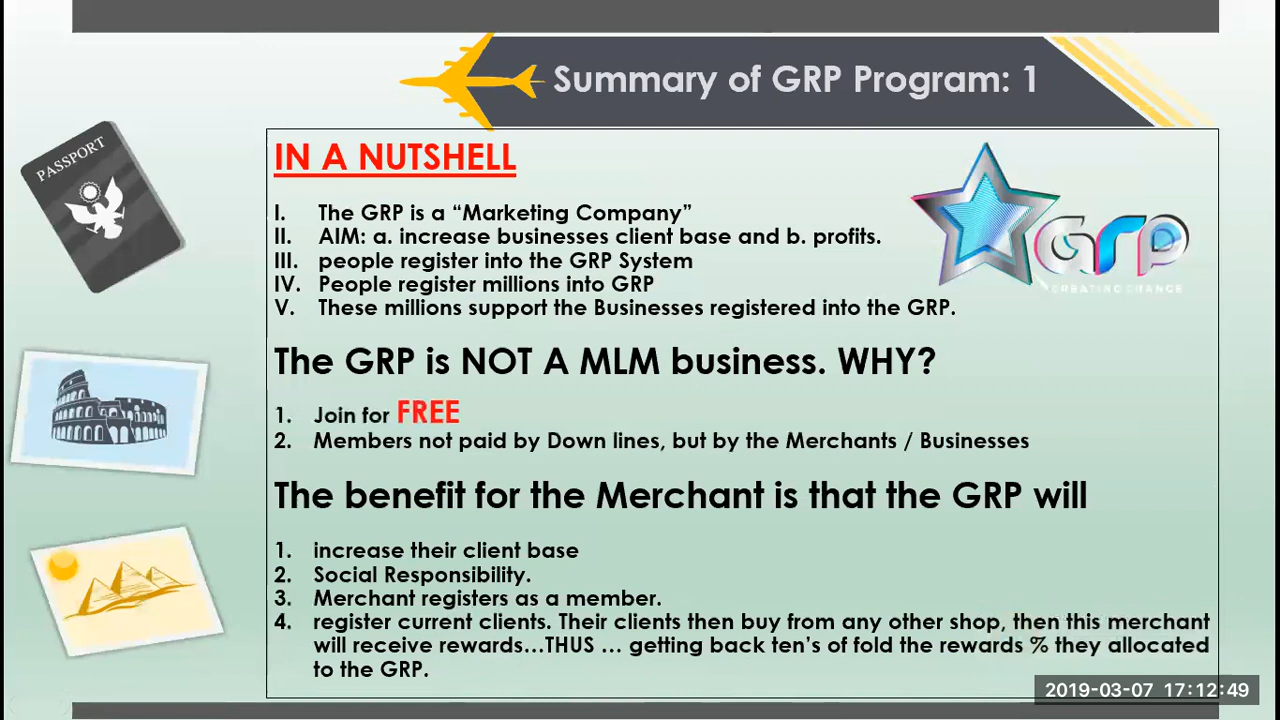 Summary of GRP Program: 1
PASSPORT
IN A NUTSHELL
I. The GRP is a “Marketing Company”
II. AIM: a. increase businesses client base and b. profits.
III. people register into the GRP System
IV. People register millions into GRP
V. These millions support the Businesses registered into the GRP.
grp
CREATING CHANGE
The GRP is NOT A MLM business. WHY?
1. Join for FREE
2. Members not paid by Down lines, but by the Merchants / Businesses
The benefit for the Merchant is that the GRP will
1. increase their client base
2. Social Responsibility.
3. Merchant registers as a member.
4. register current clients. Their clients then buy from any other shop, then this merchant
will receive rewards...THUS ... getting back ten’s of fold the rewards % they allocated
to the GRP.
2019-03-07 17:12:49